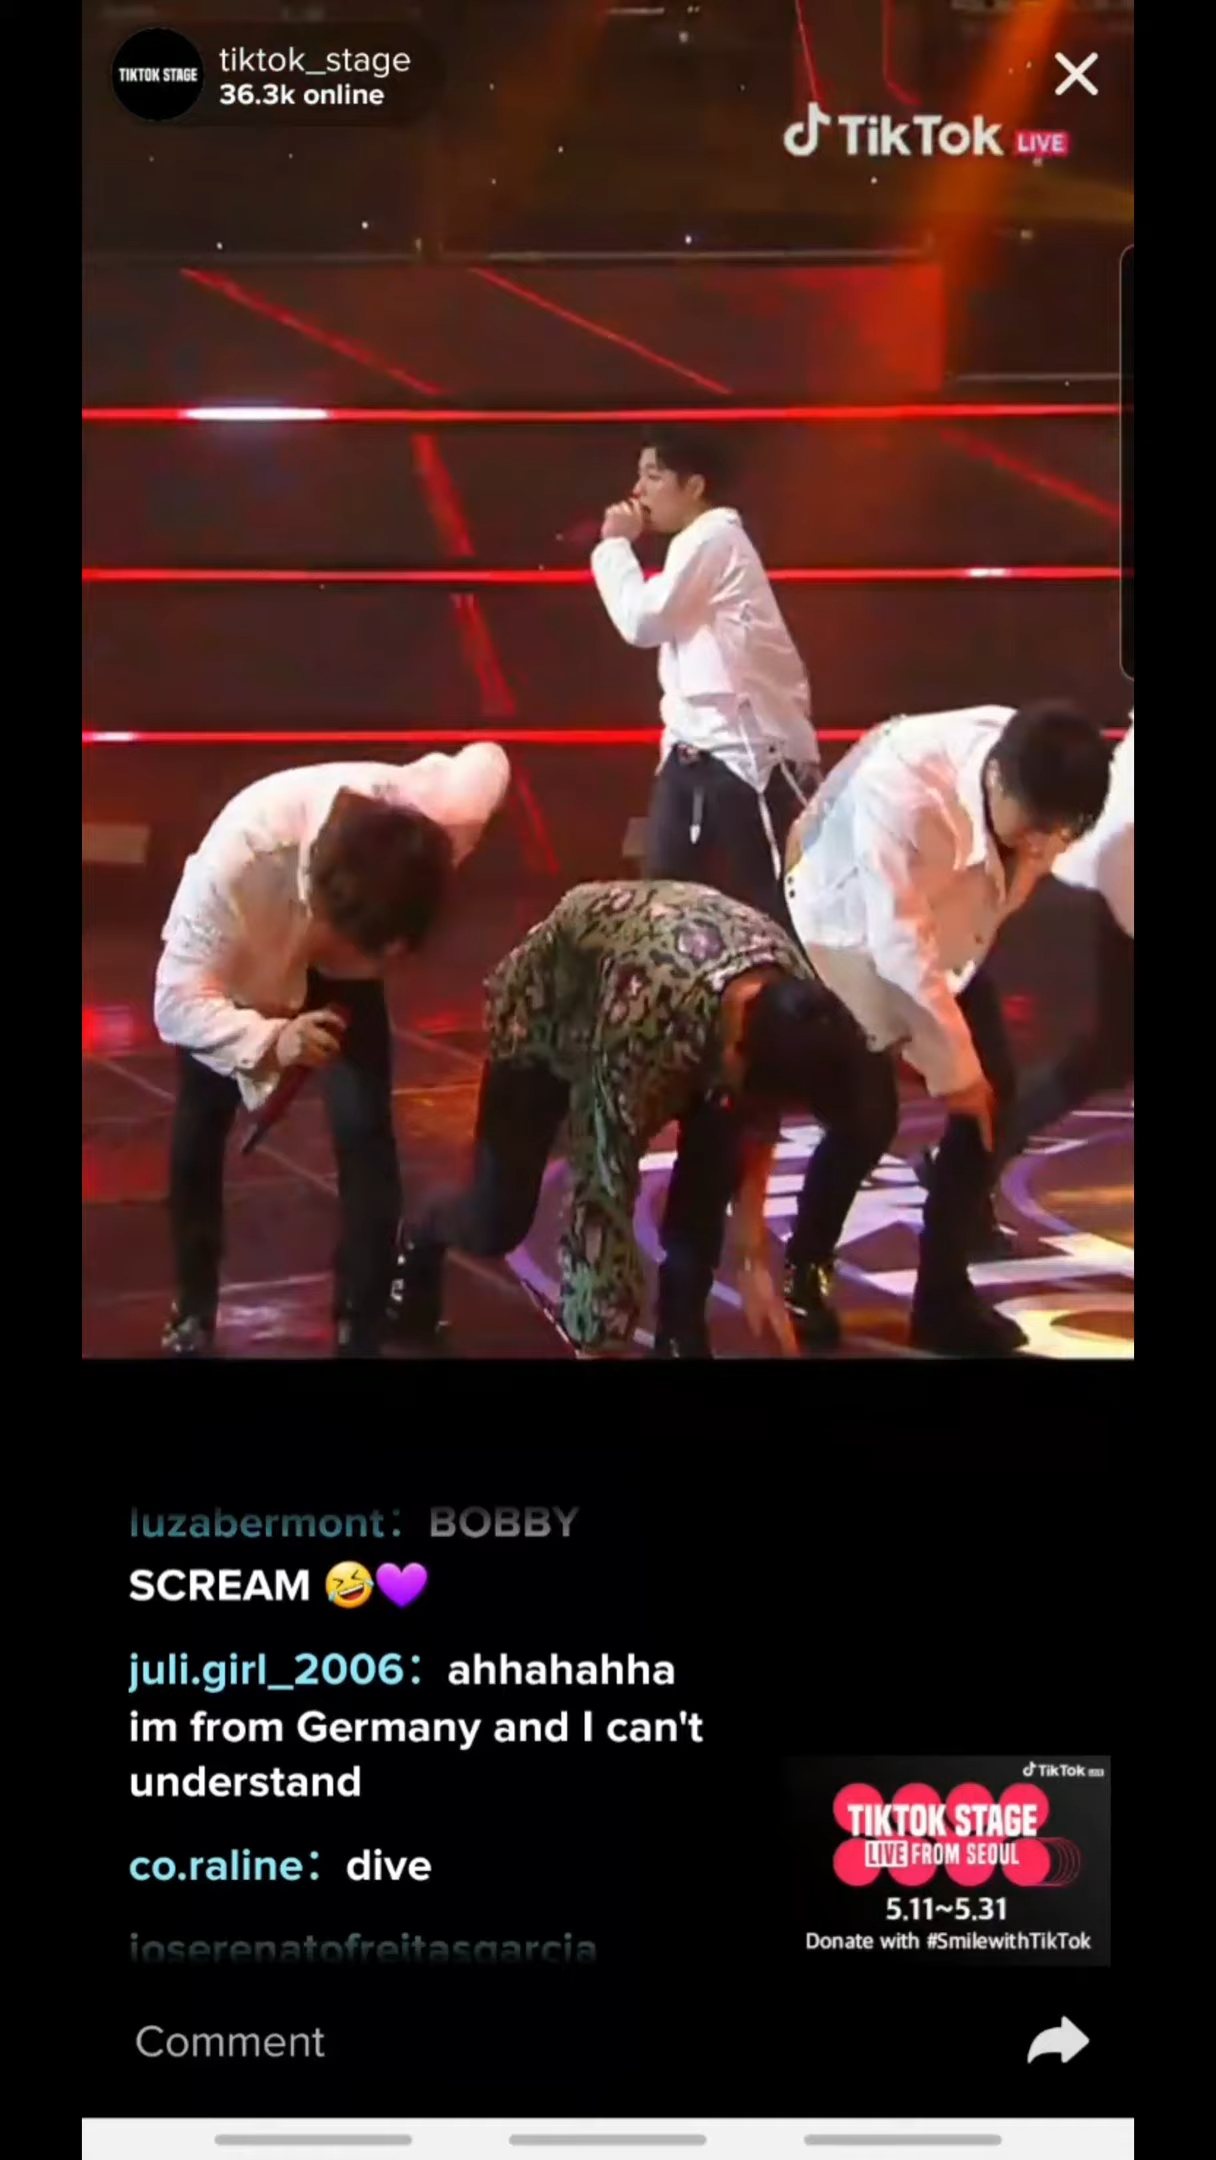 TIKTOK STAGE
tiktok_stage
36.3k online
TikTok LIVE
luzabermont: BOBBY
SCREAM 🤣💜
juli.girl_2006: ahhahahha
im from Germany and I can't
understand
co.raline: dive
joserenatofreitasgarcia
TikTok
TIKTOK STAGE
LIVE FROM SEOUL
5.11~5.31
Donate with #SmilewithTikTok
Comment